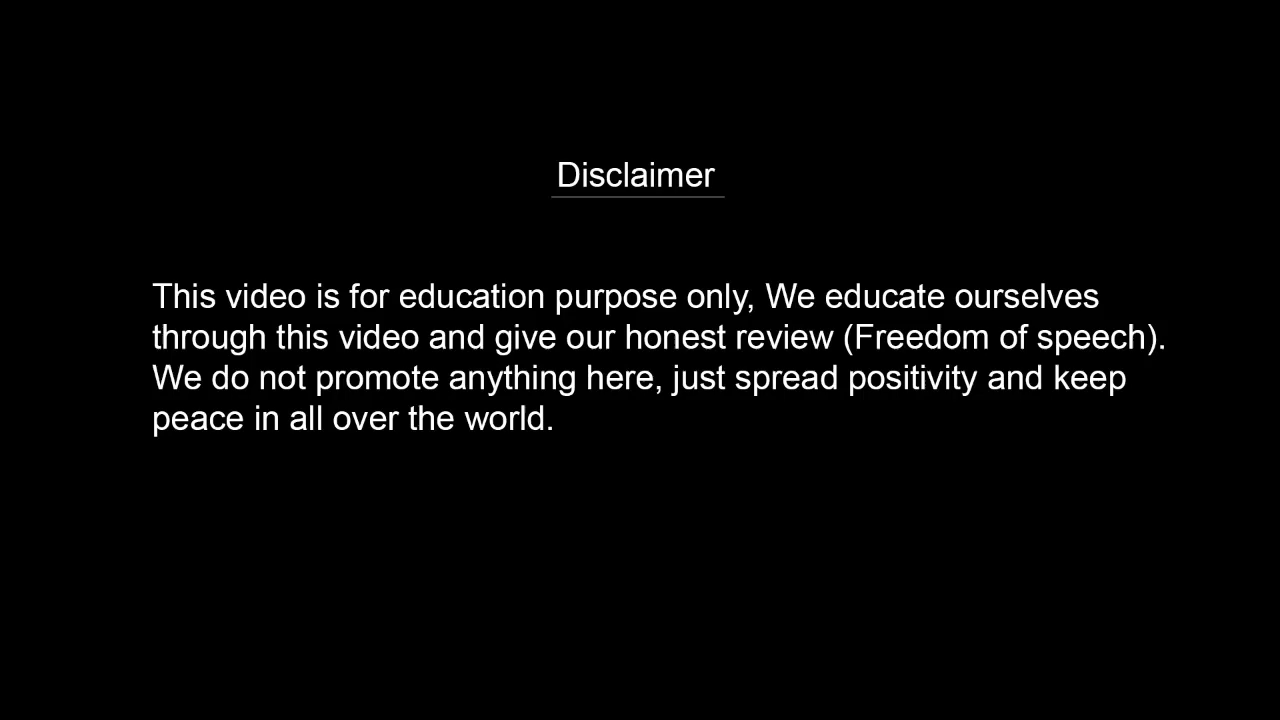 Disclaimer
This video is for education purpose only, We educate ourselves
through this video and give our honest review (Freedom of speech).
We do not promote anything here, just spread positivity and keep
peace in all over the world.